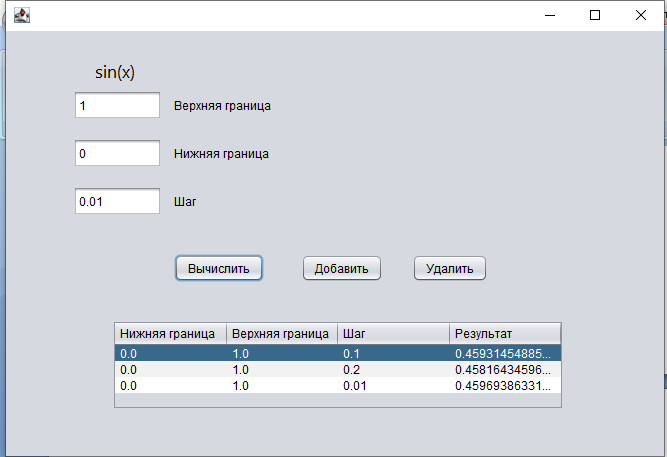 sin(x)
1 Верхняя граница
0 Нижняя граница
0.01 Шаг
Вычислить Добавить Удалить
Нижняя граница Верхняя граница Шаг Результат
0.0 1.0 0.1 0.45931454885...
0.0 1.0 0.2 0.45816434596...
0.0 1.0 0.01 0.45969386331...